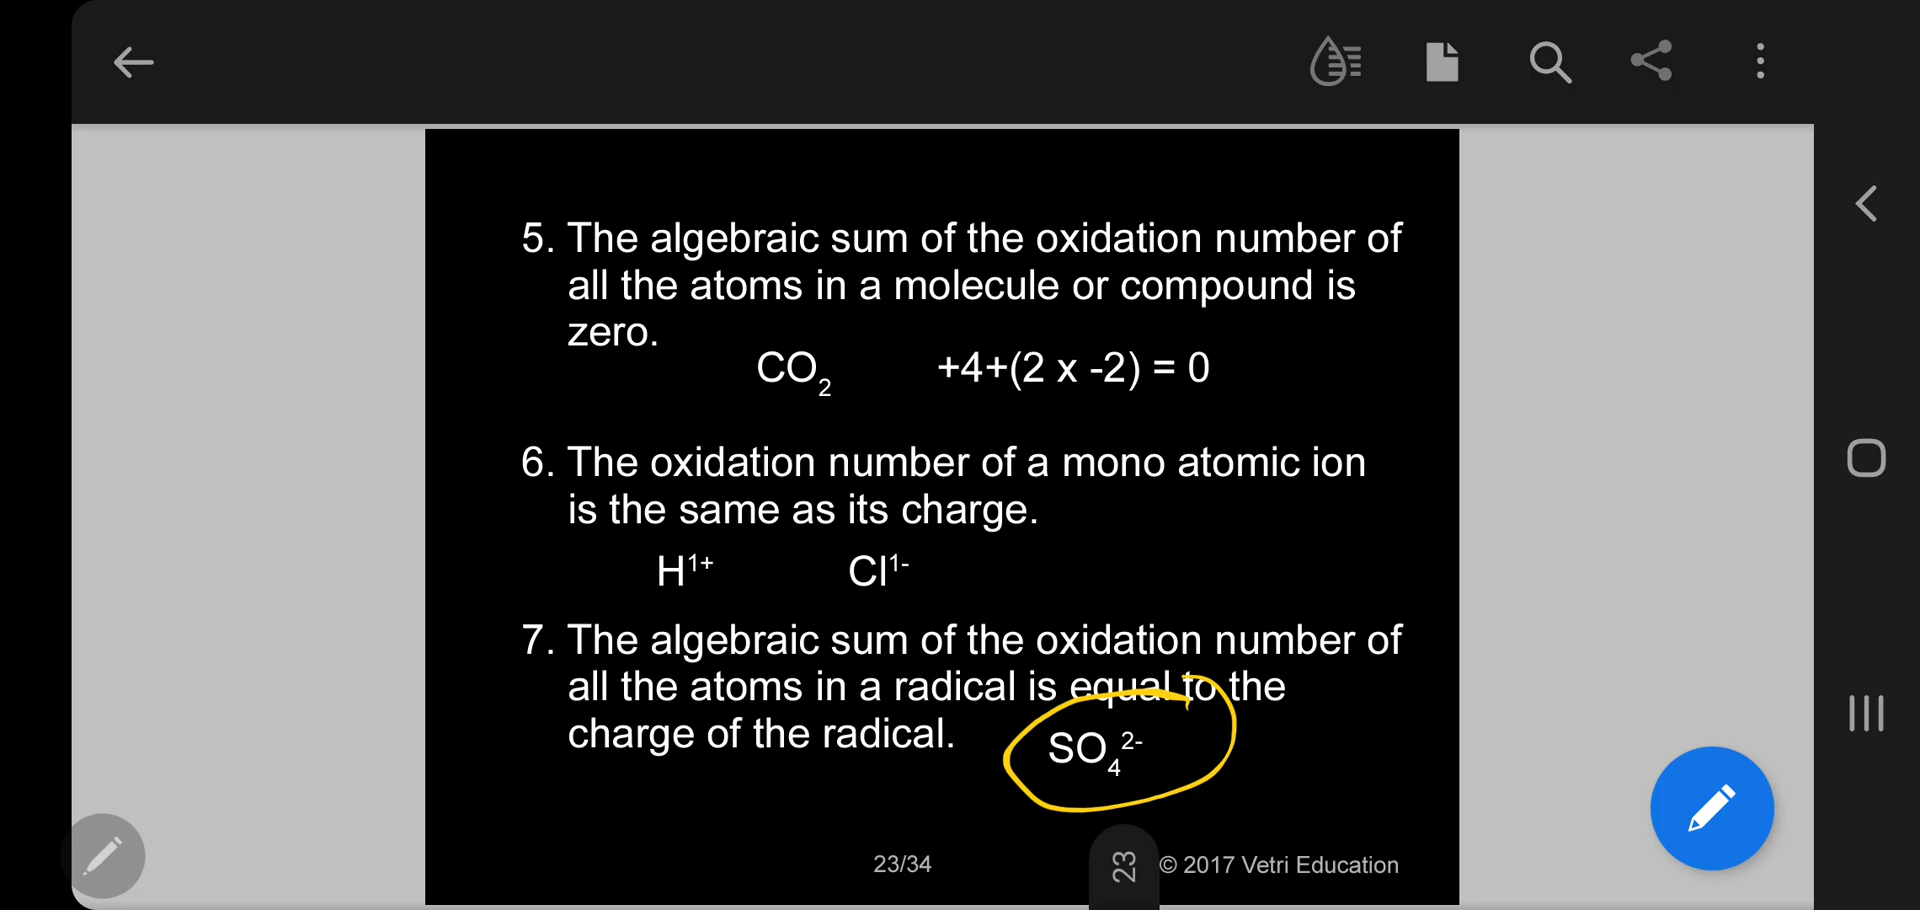 5. The algebraic sum of the oxidation number of
all the atoms in a molecule or compound is
zero.
CO₂ +4+(2 x -2) = 0
6. The oxidation number of a mono atomic ion
is the same as its charge.
H¹⁺ Cl¹⁻
7. The algebraic sum of the oxidation number of
all the atoms in a radical is equal to the
charge of the radical.
SO₄²⁻
23/34
23
© 2017 Vetri Education